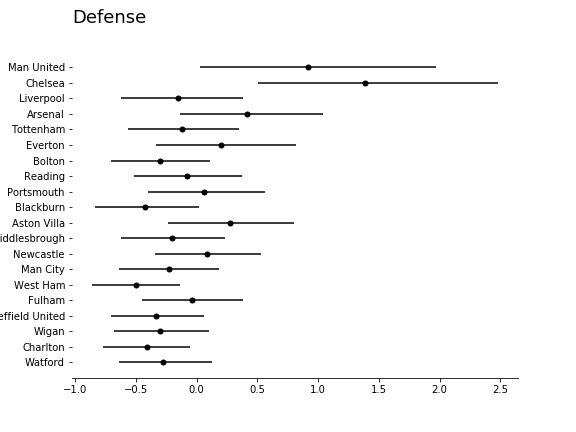 Defense
Man United
Chelsea
Liverpool
Arsenal
Tottenham
Everton
Bolton
Reading
Portsmouth
Blackburn
Aston Villa
iddlesbrough
Newcastle
Man City
West Ham
Fulham
effield United
Wigan
Charlton
Watford
−1.0 −0.5 0.0 0.5 1.0 1.5 2.0 2.5